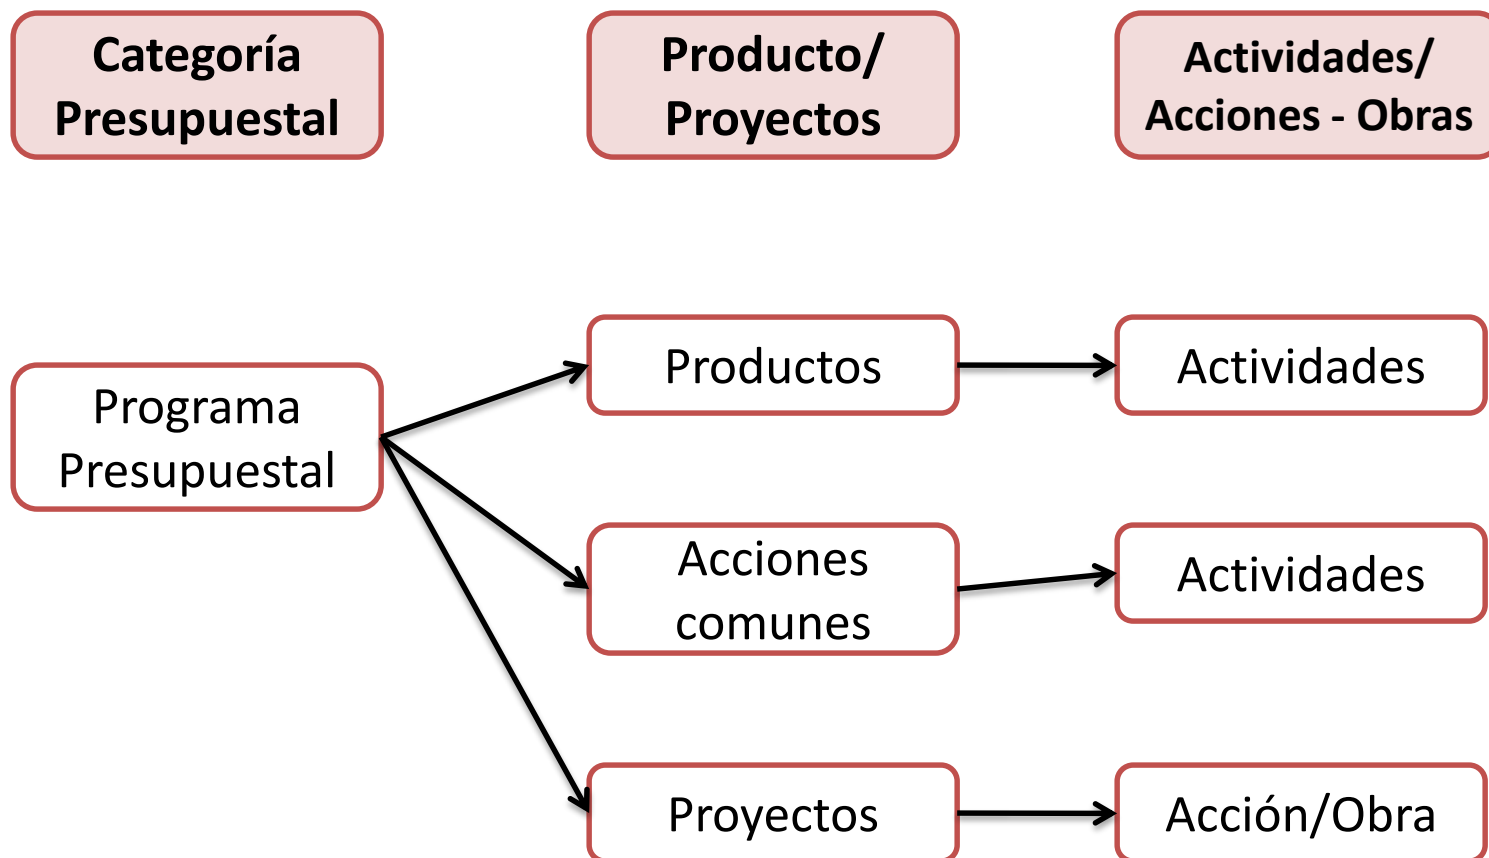 Categoría
Presupuestal
Producto/
Proyectos
Actividades/
Acciones - Obras
Programa
Presupuestal
Productos
Actividades
Acciones
comunes
Actividades
Proyectos
Acción/Obra